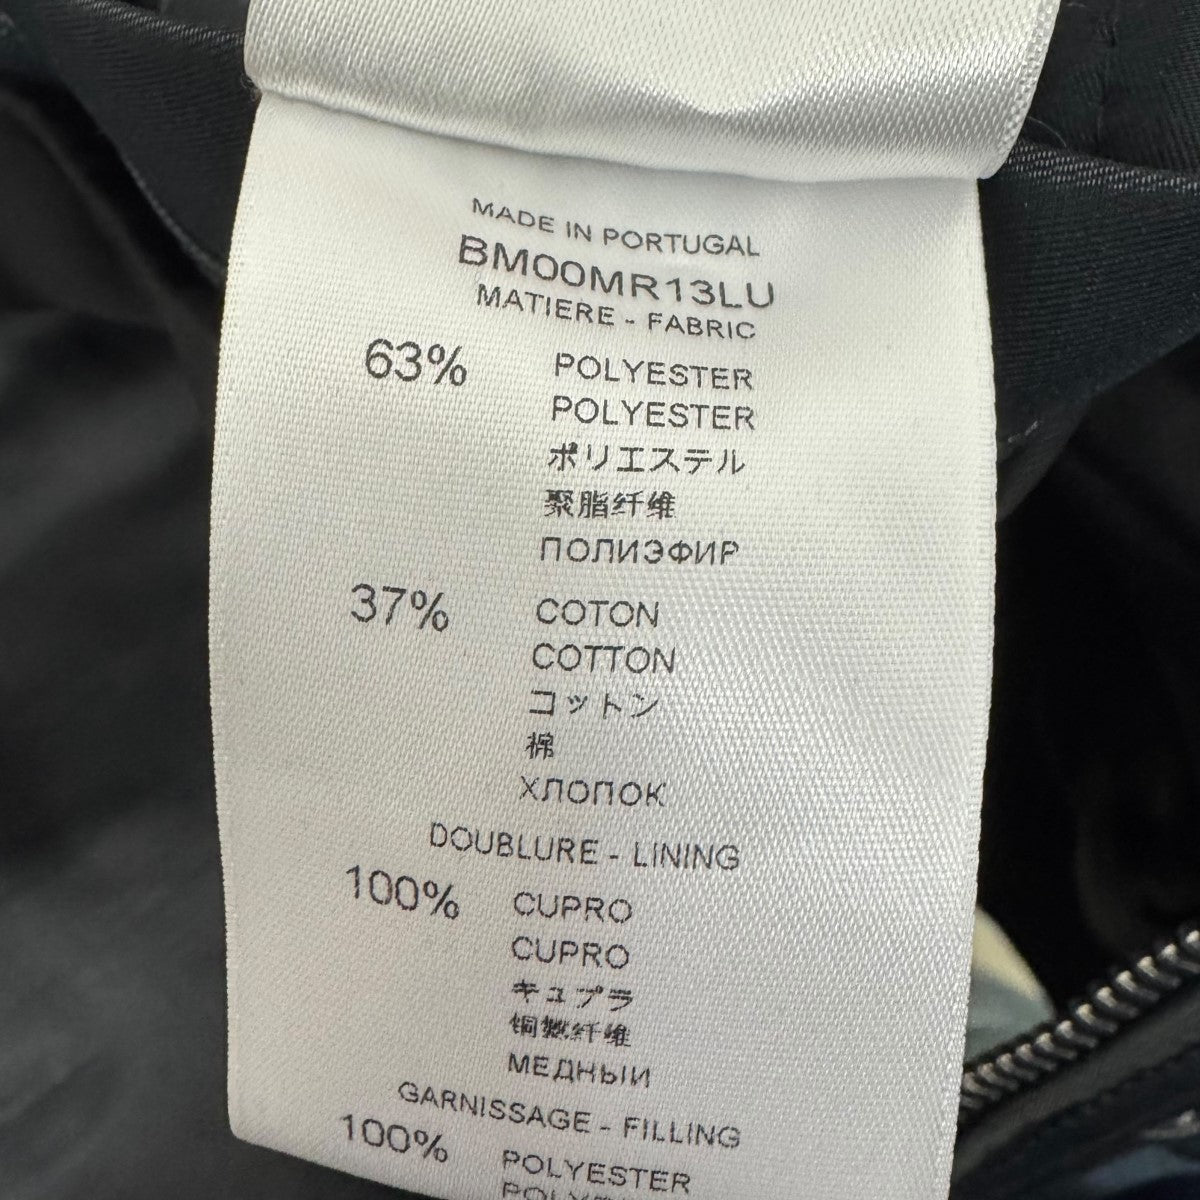 MADE IN PORTUGAL
BM00MR13LU
MATIERE - FABRIC
63% POLYESTER
POLYESTER
ポリエステル
聚脂纤维
ПОЛИЭФИР
37% COTON
COTTON
コットン
棉
ХЛОПОК
DOUBLURE - LINING
100% CUPRO
CUPRO
キュプラ
纤维
МЕДНЫЙ
GARNISSAGE - FILLING
100% POLYESTER